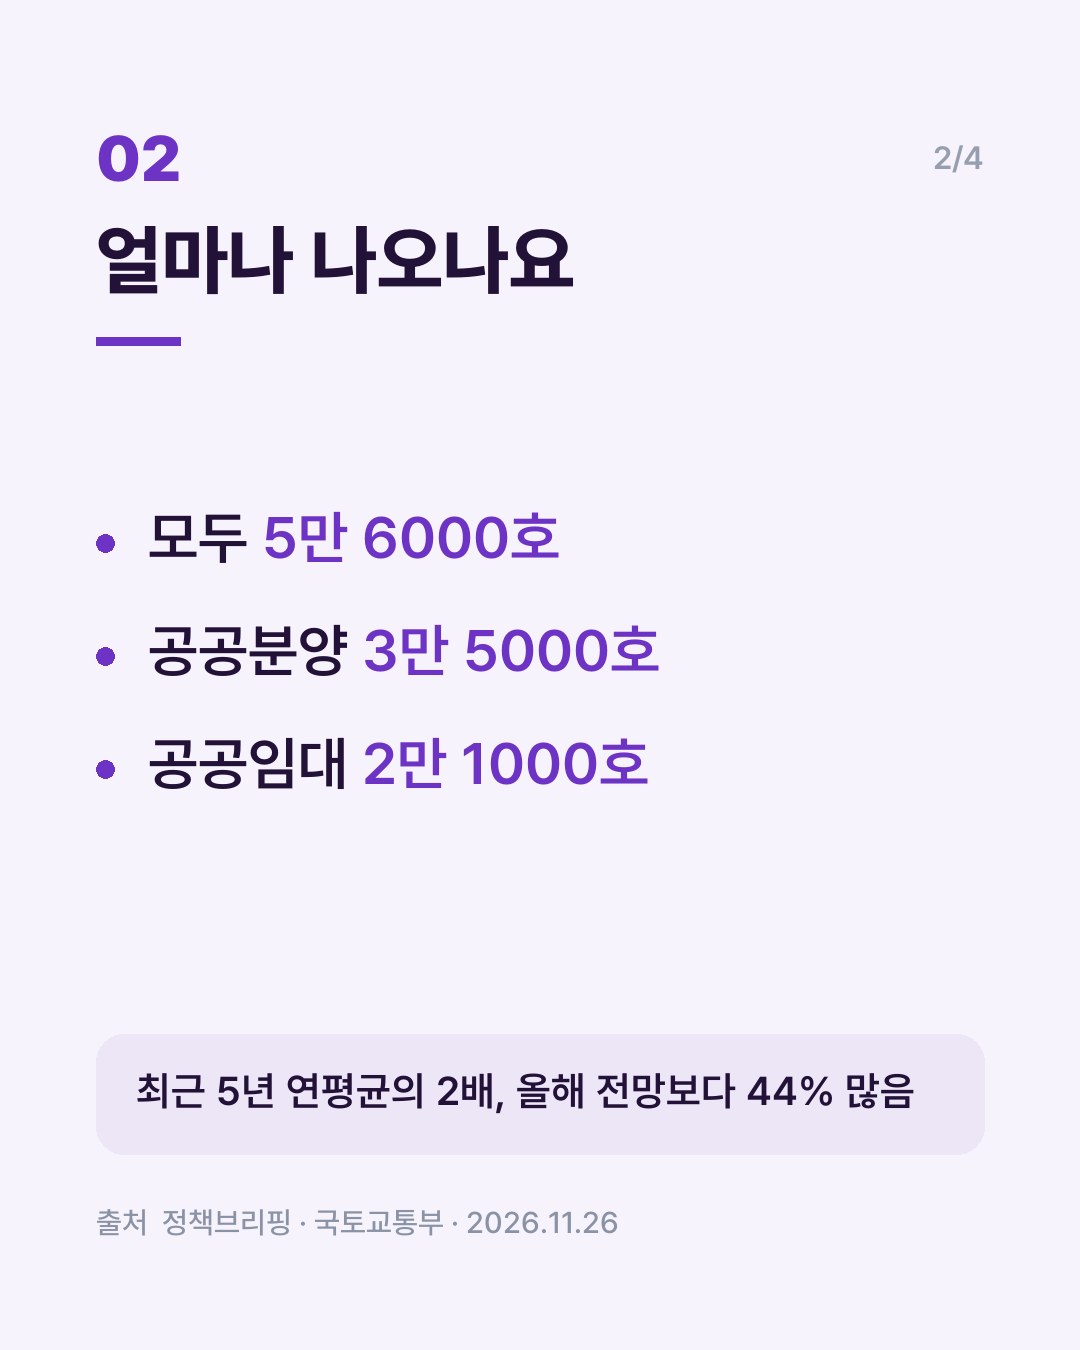 02
2/4
얼마나 나오나요
모두 5만 6000호
공공분양 3만 5000호
공공임대 2만 1000호
최근 5년 연평균의 2배, 올해 전망보다 44% 많음
출처 정책브리핑 · 국토교통부 · 2026.11.26